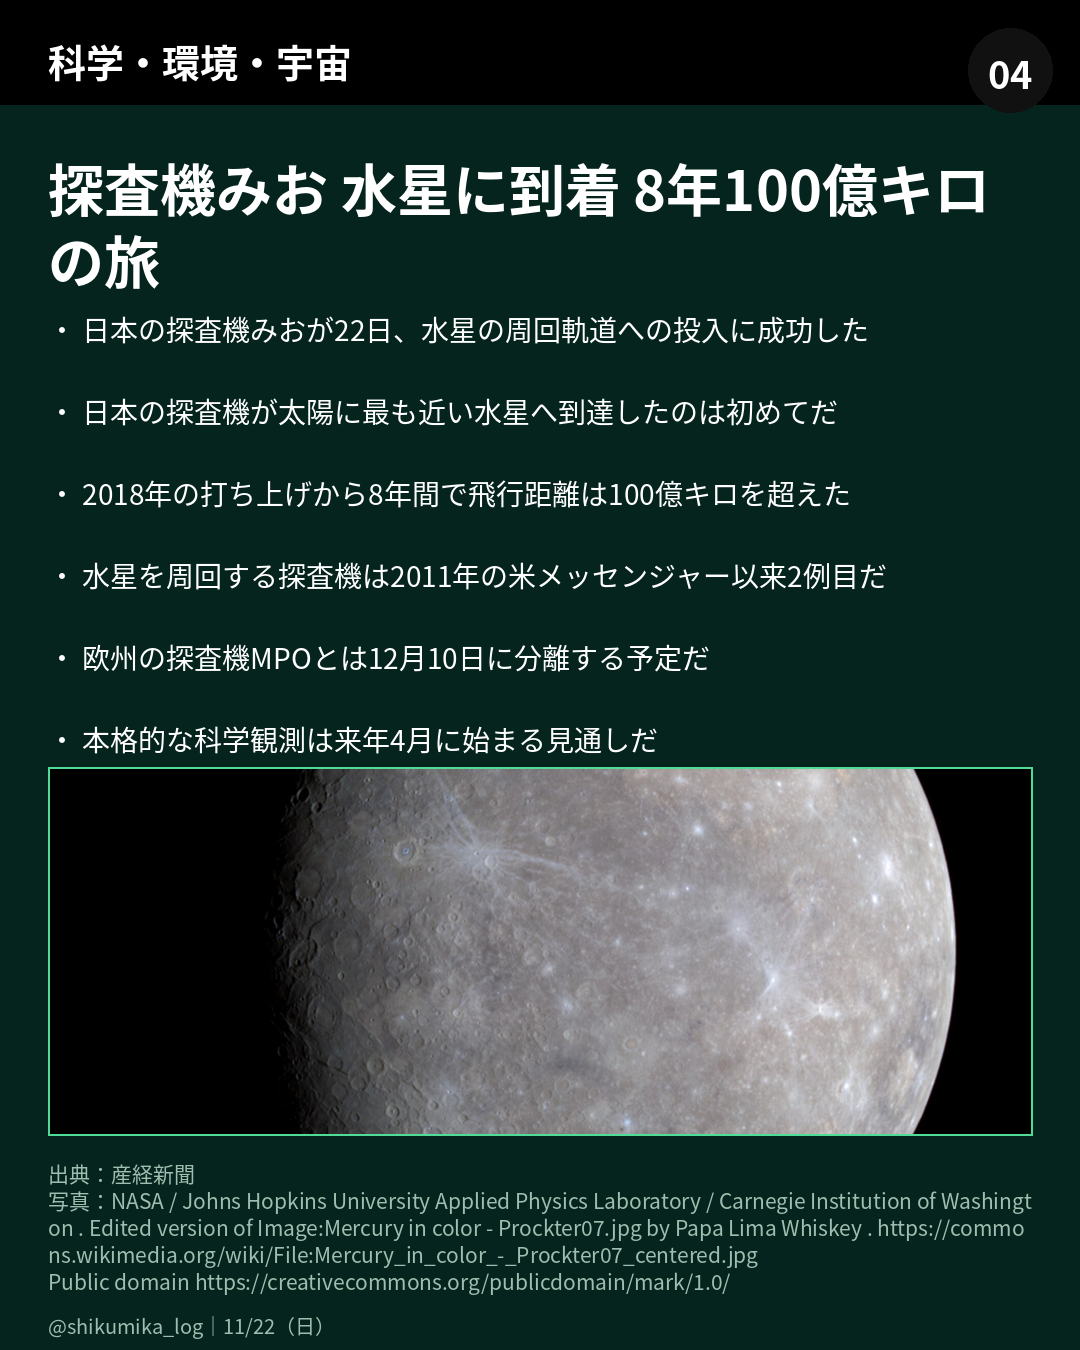 科学・環境・宇宙
04
探査機みお 水星に到着 8年100億キロ
の旅
・ 日本の探査機みおが22日、水星の周回軌道への投入に成功した
・ 日本の探査機が太陽に最も近い水星へ到達したのは初めてだ
・ 2018年の打ち上げから8年間で飛行距離は100億キロを超えた
・ 水星を周回する探査機は2011年の米メッセンジャー以来2例目だ
・ 欧州の探査機MPOとは12月10日に分離する予定だ
・ 本格的な科学観測は来年4月に始まる見通しだ
出典：産経新聞
写真：NASA / Johns Hopkins University Applied Physics Laboratory / Carnegie Institution of Washingt
on . Edited version of Image:Mercury in color - Prockter07.jpg by Papa Lima Whiskey . https://commo
ns.wikimedia.org/wiki/File:Mercury_in_color_-_Prockter07_centered.jpg
Public domain https://creativecommons.org/publicdomain/mark/1.0/
@shikumika_log｜11/22（日）